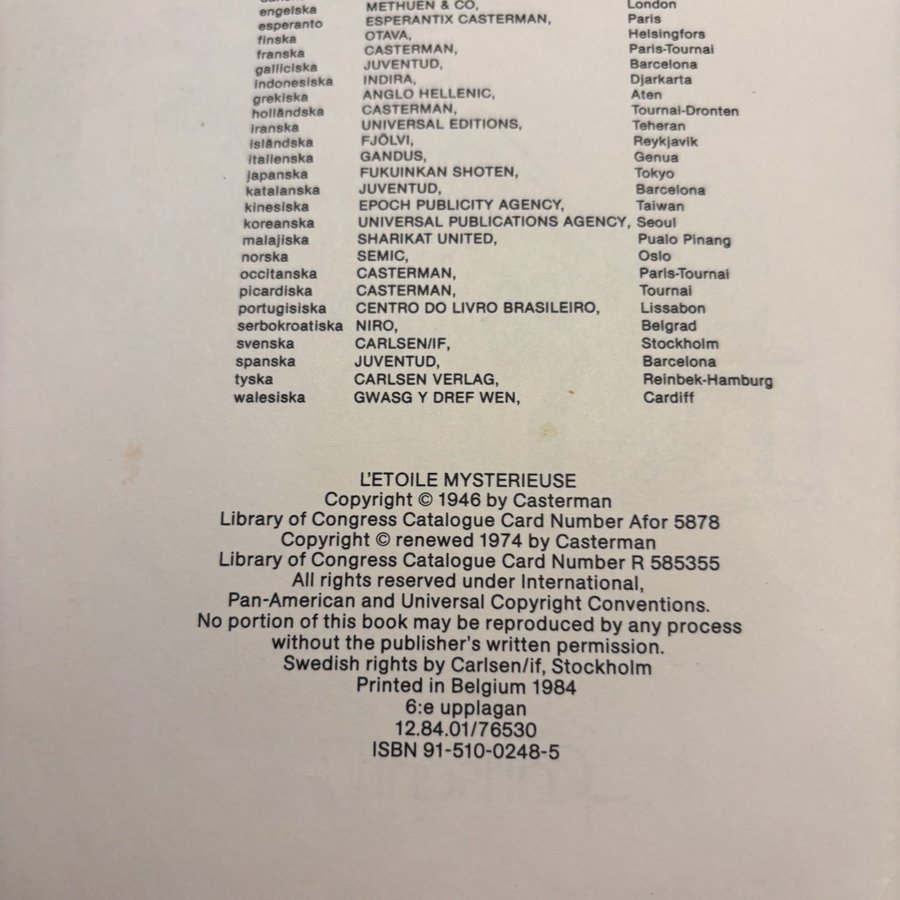 engelska METHUEN & CO, London
esperanto ESPERANTIX CASTERMAN, Paris
finska OTAVA, Helsingfors
franska CASTERMAN, Paris-Tournai
galliciska JUVENTUD, Barcelona
indonesiska INDIRA, Djarkarta
grekiska ANGLO HELLENIC, Aten
holländska CASTERMAN, Tournai-Dronten
iranska UNIVERSAL EDITIONS, Teheran
isländska FJÖLVI, Reykjavik
italienska GANDUS, Genua
japanska FUKUINKAN SHOTEN, Tokyo
katalanska JUVENTUD, Barcelona
kinesiska EPOCH PUBLICITY AGENCY, Taiwan
koreanska UNIVERSAL PUBLICATIONS AGENCY, Seoul
malajiska SHARIKAT UNITED, Pualo Pinang
norska SEMIC, Oslo
occitanska CASTERMAN, Paris-Tournai
picardiska CASTERMAN, Tournai
portugisiska CENTRO DO LIVRO BRASILEIRO, Lissabon
serbokroatiska NIRO, Belgrad
svenska CARLSEN/IF, Stockholm
spanska JUVENTUD, Barcelona
tyska CARLSEN VERLAG, Reinbek-Hamburg
walesiska GWASG Y DREF WEN, Cardiff
L'ETOILE MYSTERIEUSE
Copyright © 1946 by Casterman
Library of Congress Catalogue Card Number Afor 5878
Copyright © renewed 1974 by Casterman
Library of Congress Catalogue Card Number R 585355
All rights reserved under International,
Pan-American and Universal Copyright Conventions.
No portion of this book may be reproduced by any process
without the publisher's written permission.
Swedish rights by Carlsen/if, Stockholm
Printed in Belgium 1984
6:e upplagan
12.84.01/76530
ISBN 91-510-0248-5